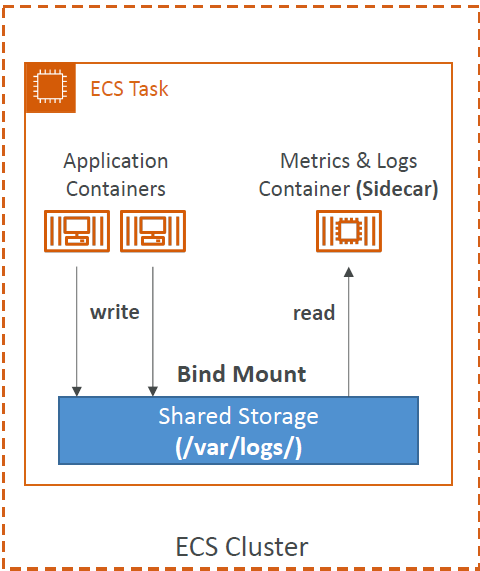 ECS Task
Application
Containers
Metrics & Logs
Container (Sidecar)
write
read
Bind Mount
Shared Storage
(/var/logs/)
ECS Cluster